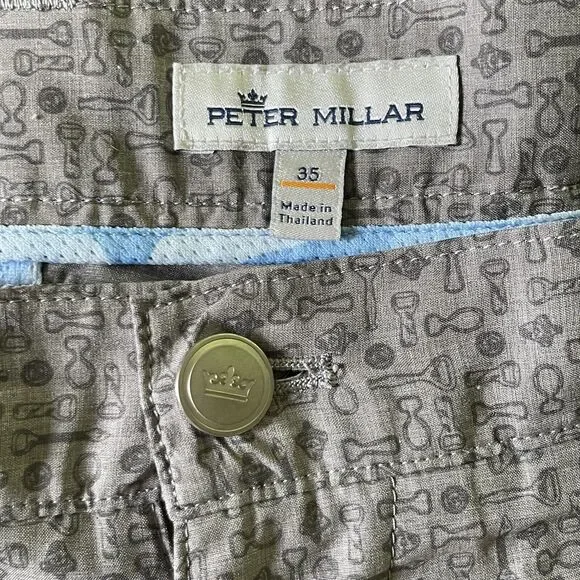 PETER MILLAR
35
Made in
Thailand